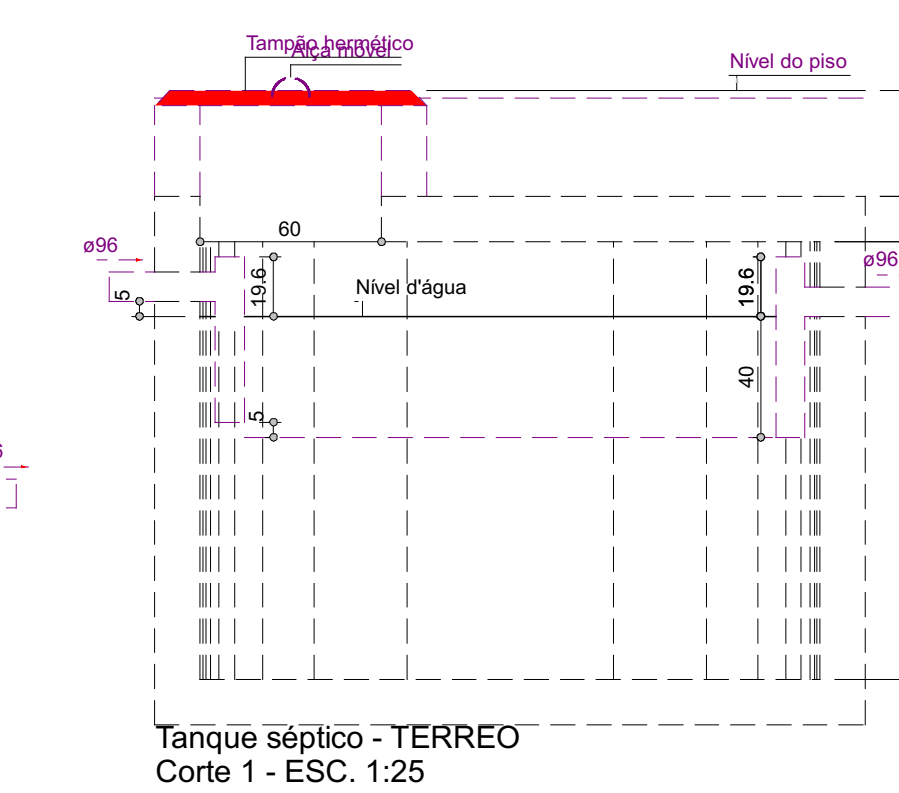 Tampão hermético
Alça móvel
Nível do piso
60
ø96
ø96
5
19.6
Nível d'água
19.6
40
5
Tanque séptico - TERREO
Corte 1 - ESC. 1:25